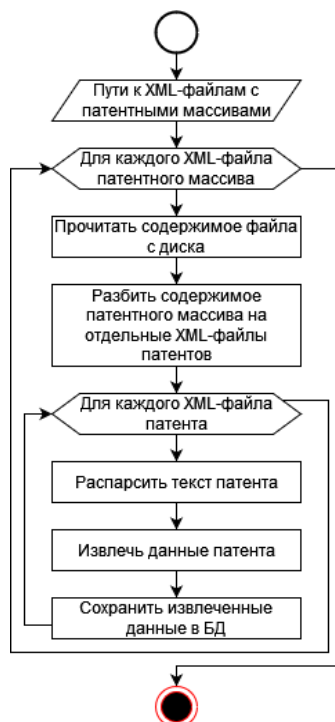 Пути к XML-файлам с
патентными массивами
Для каждого XML-файла
патентного массива
Прочитать содержимое файла
с диска
Разбить содержимое
патентного массива на
отдельные XML-файлы
патентов
Для каждого XML-файла
патента
Распарсить текст патента
Извлечь данные патента
Сохранить извлеченные
данные в БД